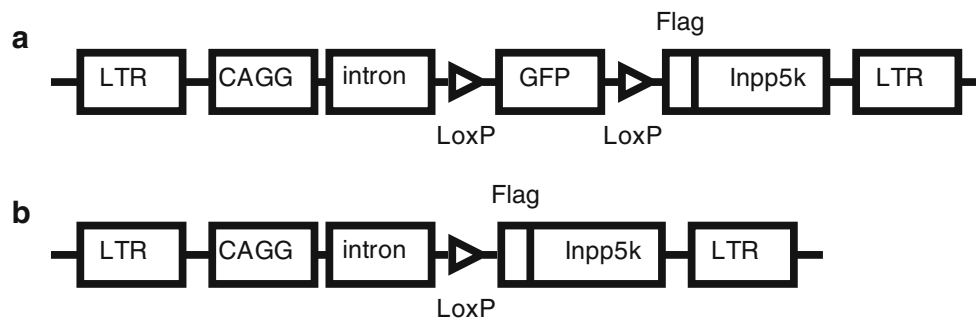 a
Flag
LTR CAGG intron GFP Inpp5k LTR
LoxP LoxP
b
Flag
LTR CAGG intron Inpp5k LTR
LoxP